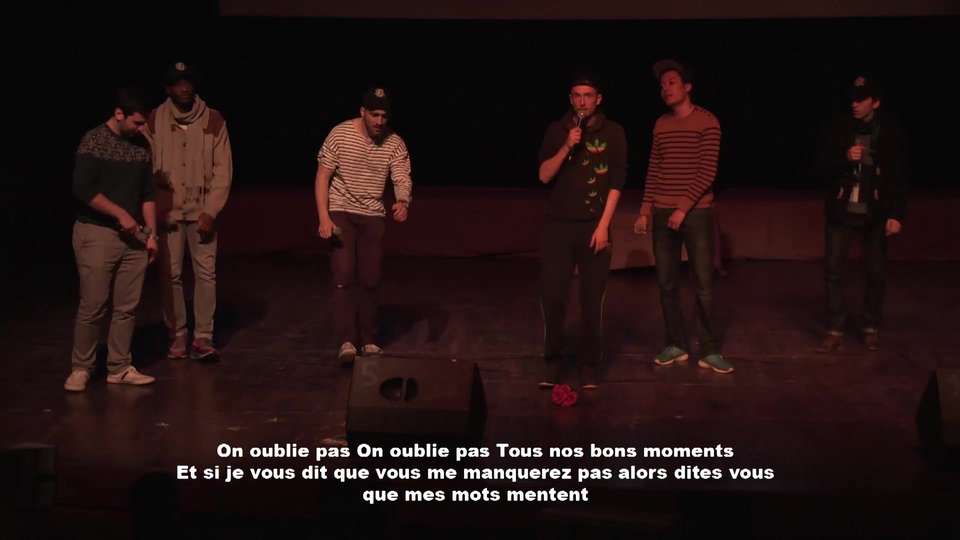 On oublie pas On oublie pas Tous nos bons moments
Et si je vous dit que vous me manquerez pas alors dites vous
que mes mots mentent